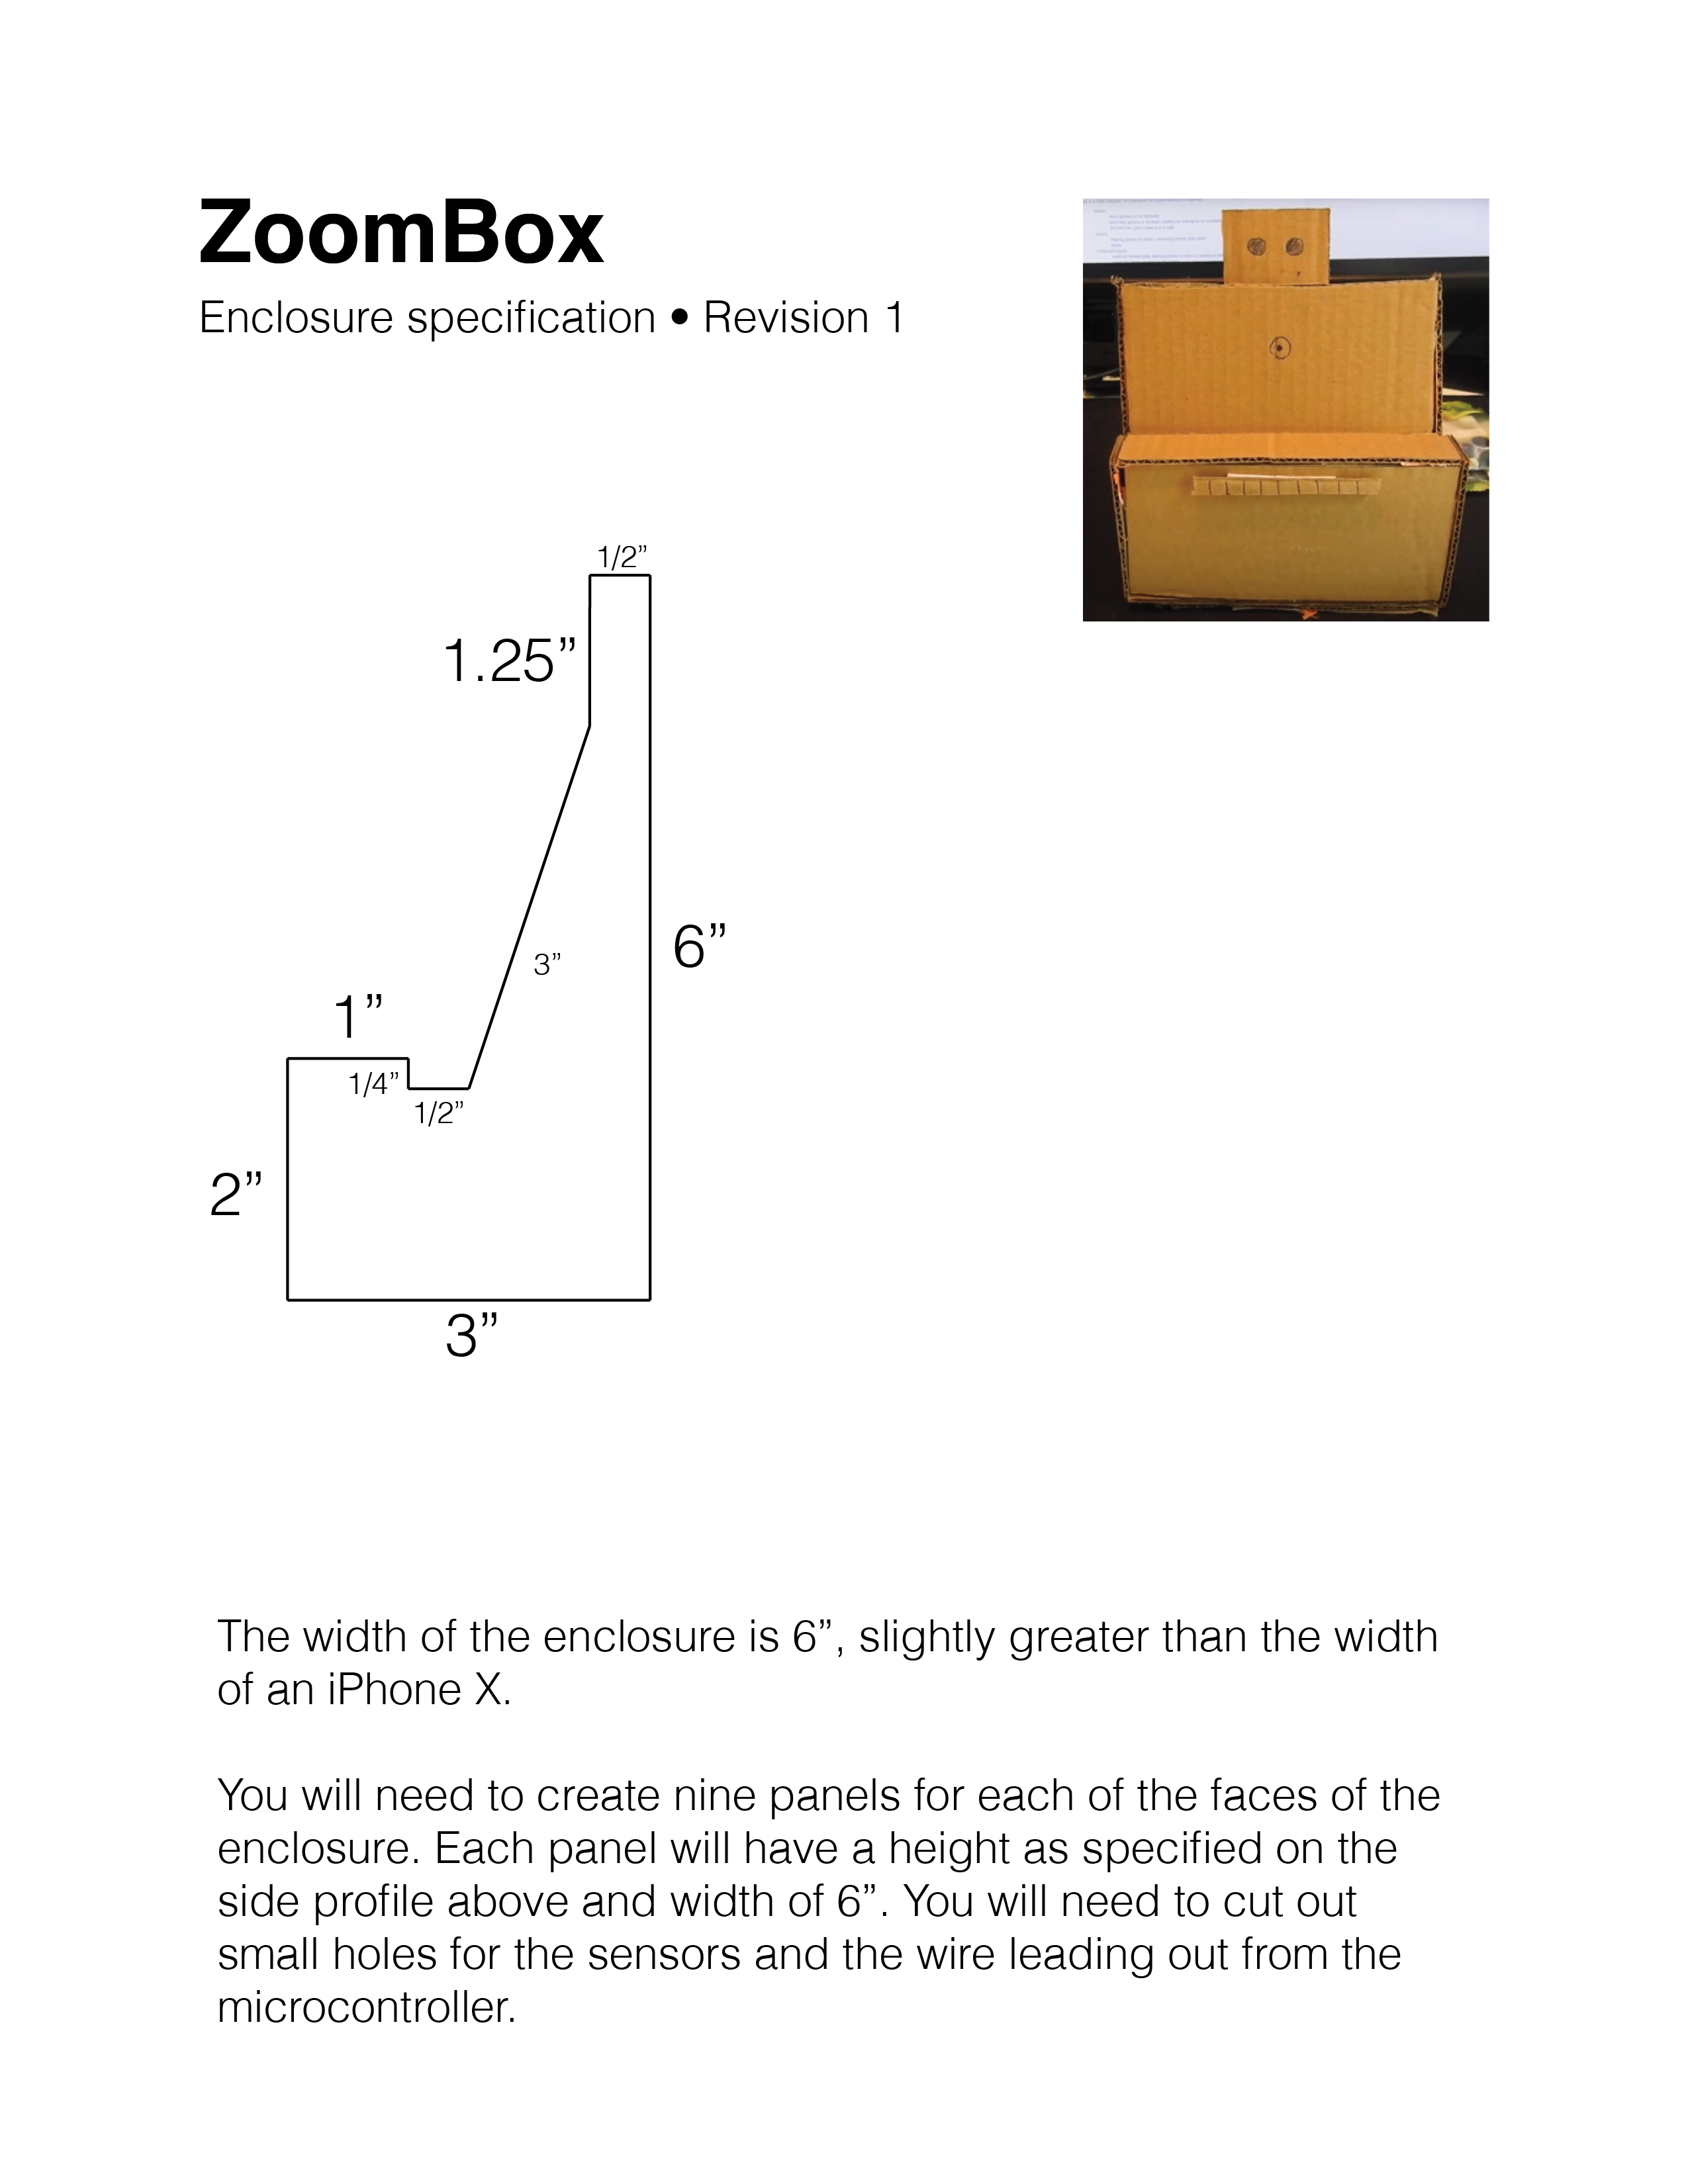 ZoomBox
Enclosure specification • Revision 1
1/2”
1.25”
3”
6”
1”
1/4”
1/2”
2”
3”
The width of the enclosure is 6”, slightly greater than the width
of an iPhone X.
You will need to create nine panels for each of the faces of the
enclosure. Each panel will have a height as specified on the
side profile above and width of 6”. You will need to cut out
small holes for the sensors and the wire leading out from the
microcontroller.